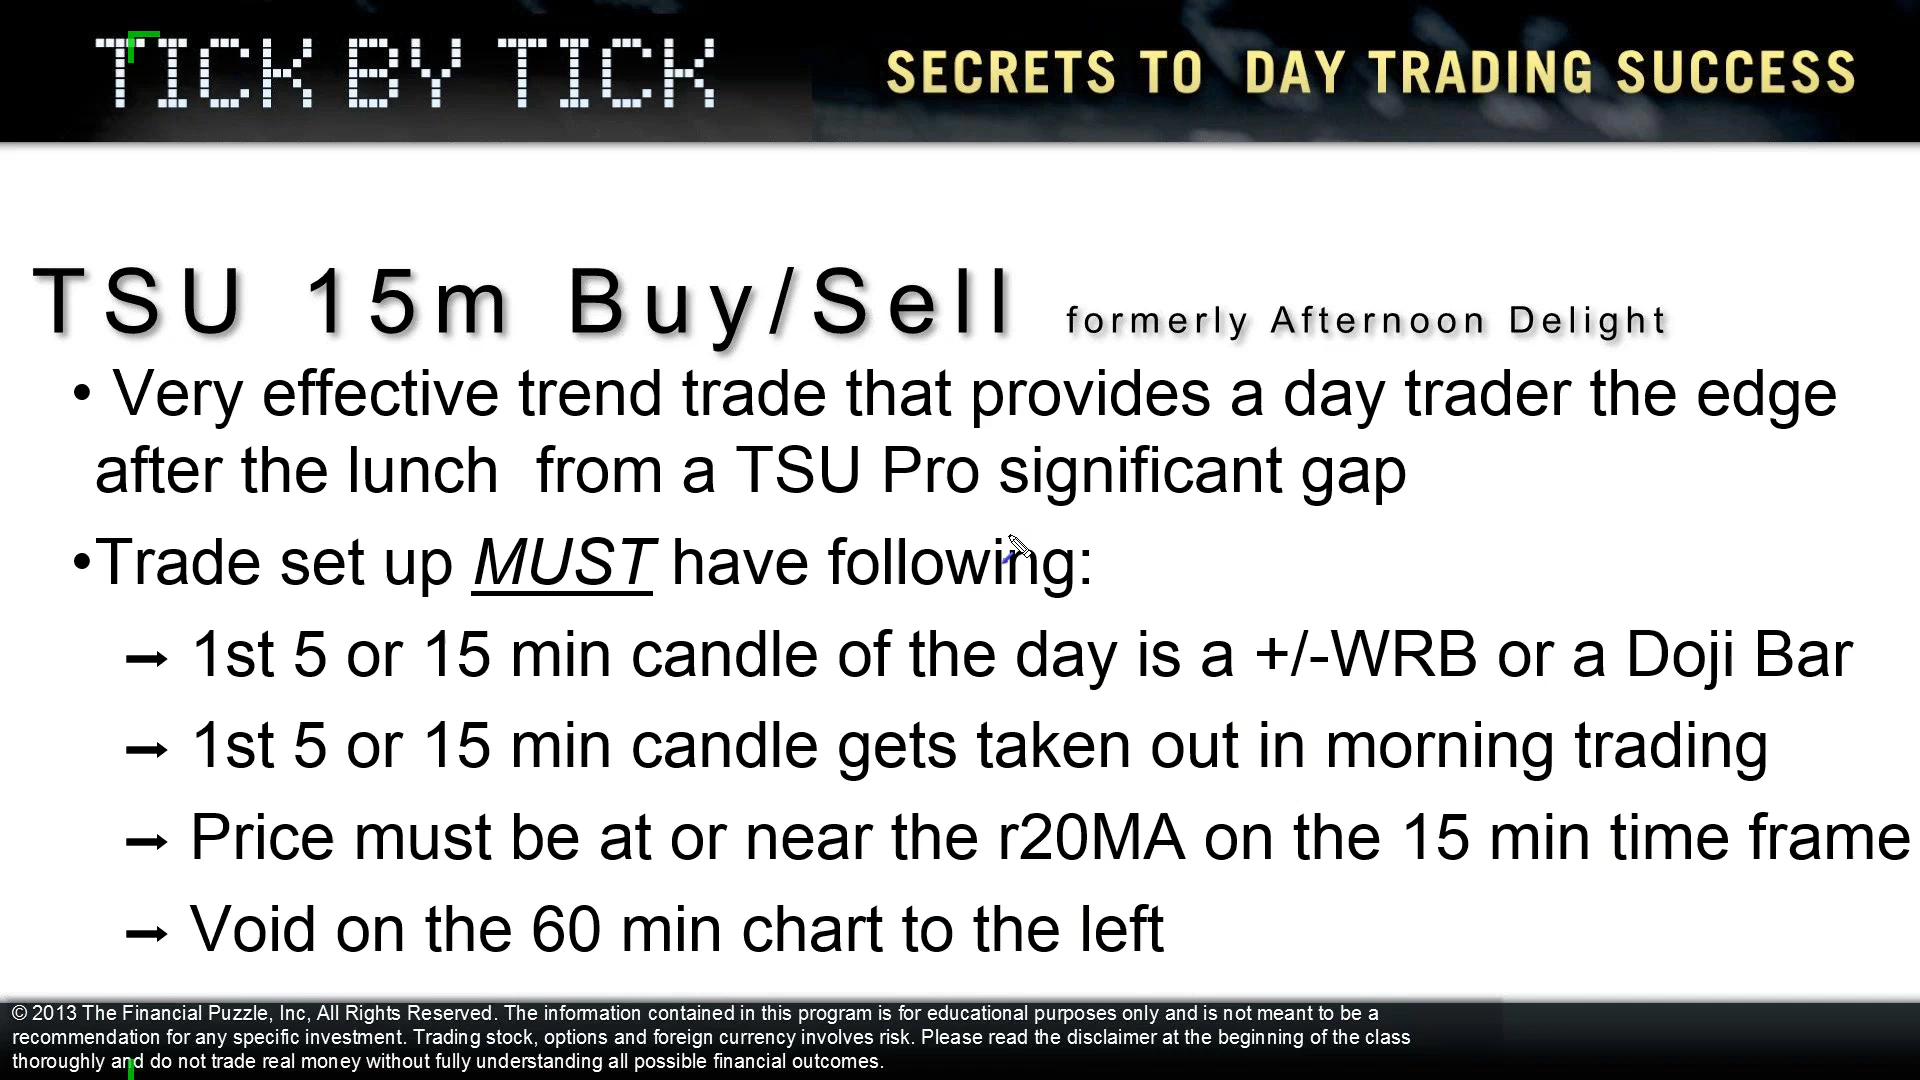 TICK BY TICK
SECRETS TO DAY TRADING SUCCESS
TSU 15m Buy/Sell formerly Afternoon Delight
• Very effective trend trade that provides a day trader the edge
after the lunch from a TSU Pro significant gap
•Trade set up MUST have following:
→ 1st 5 or 15 min candle of the day is a +/-WRB or a Doji Bar
→ 1st 5 or 15 min candle gets taken out in morning trading
→ Price must be at or near the r20MA on the 15 min time frame
→ Void on the 60 min chart to the left
© 2013 The Financial Puzzle, Inc, All Rights Reserved. The information contained in this program is for educational purposes only and is not meant to be a
recommendation for any specific investment. Trading stock, options and foreign currency involves risk. Please read the disclaimer at the beginning of the class
thoroughly and do not trade real money without fully understanding all possible financial outcomes.